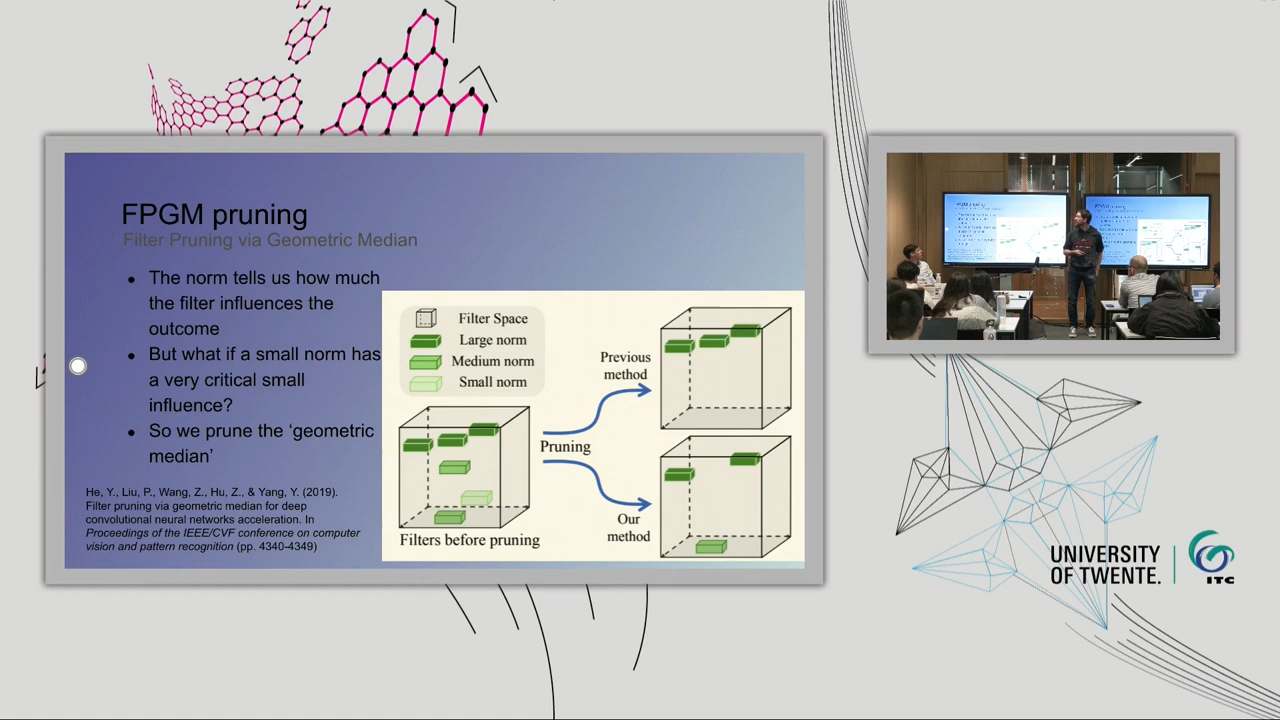 FPGM pruning
Filter Pruning via Geometric Median
• The norm tells us how much
the filter influences the
outcome
• But what if a small norm has
a very critical small
influence?
• So we prune the ‘geometric
median’
He, Y., Liu, P., Wang, Z., Hu, Z., & Yang, Y. (2019).
Filter pruning via geometric median for deep
convolutional neural networks acceleration. In
Proceedings of the IEEE/CVF conference on computer
vision and pattern recognition (pp. 4340-4349)
Filter Space
Large norm
Medium norm
Small norm
Filters before pruning
Pruning
Previous
method
Our
method
FPGM pruning
FPGM pruning
UNIVERSITY
OF TWENTE.
ITC